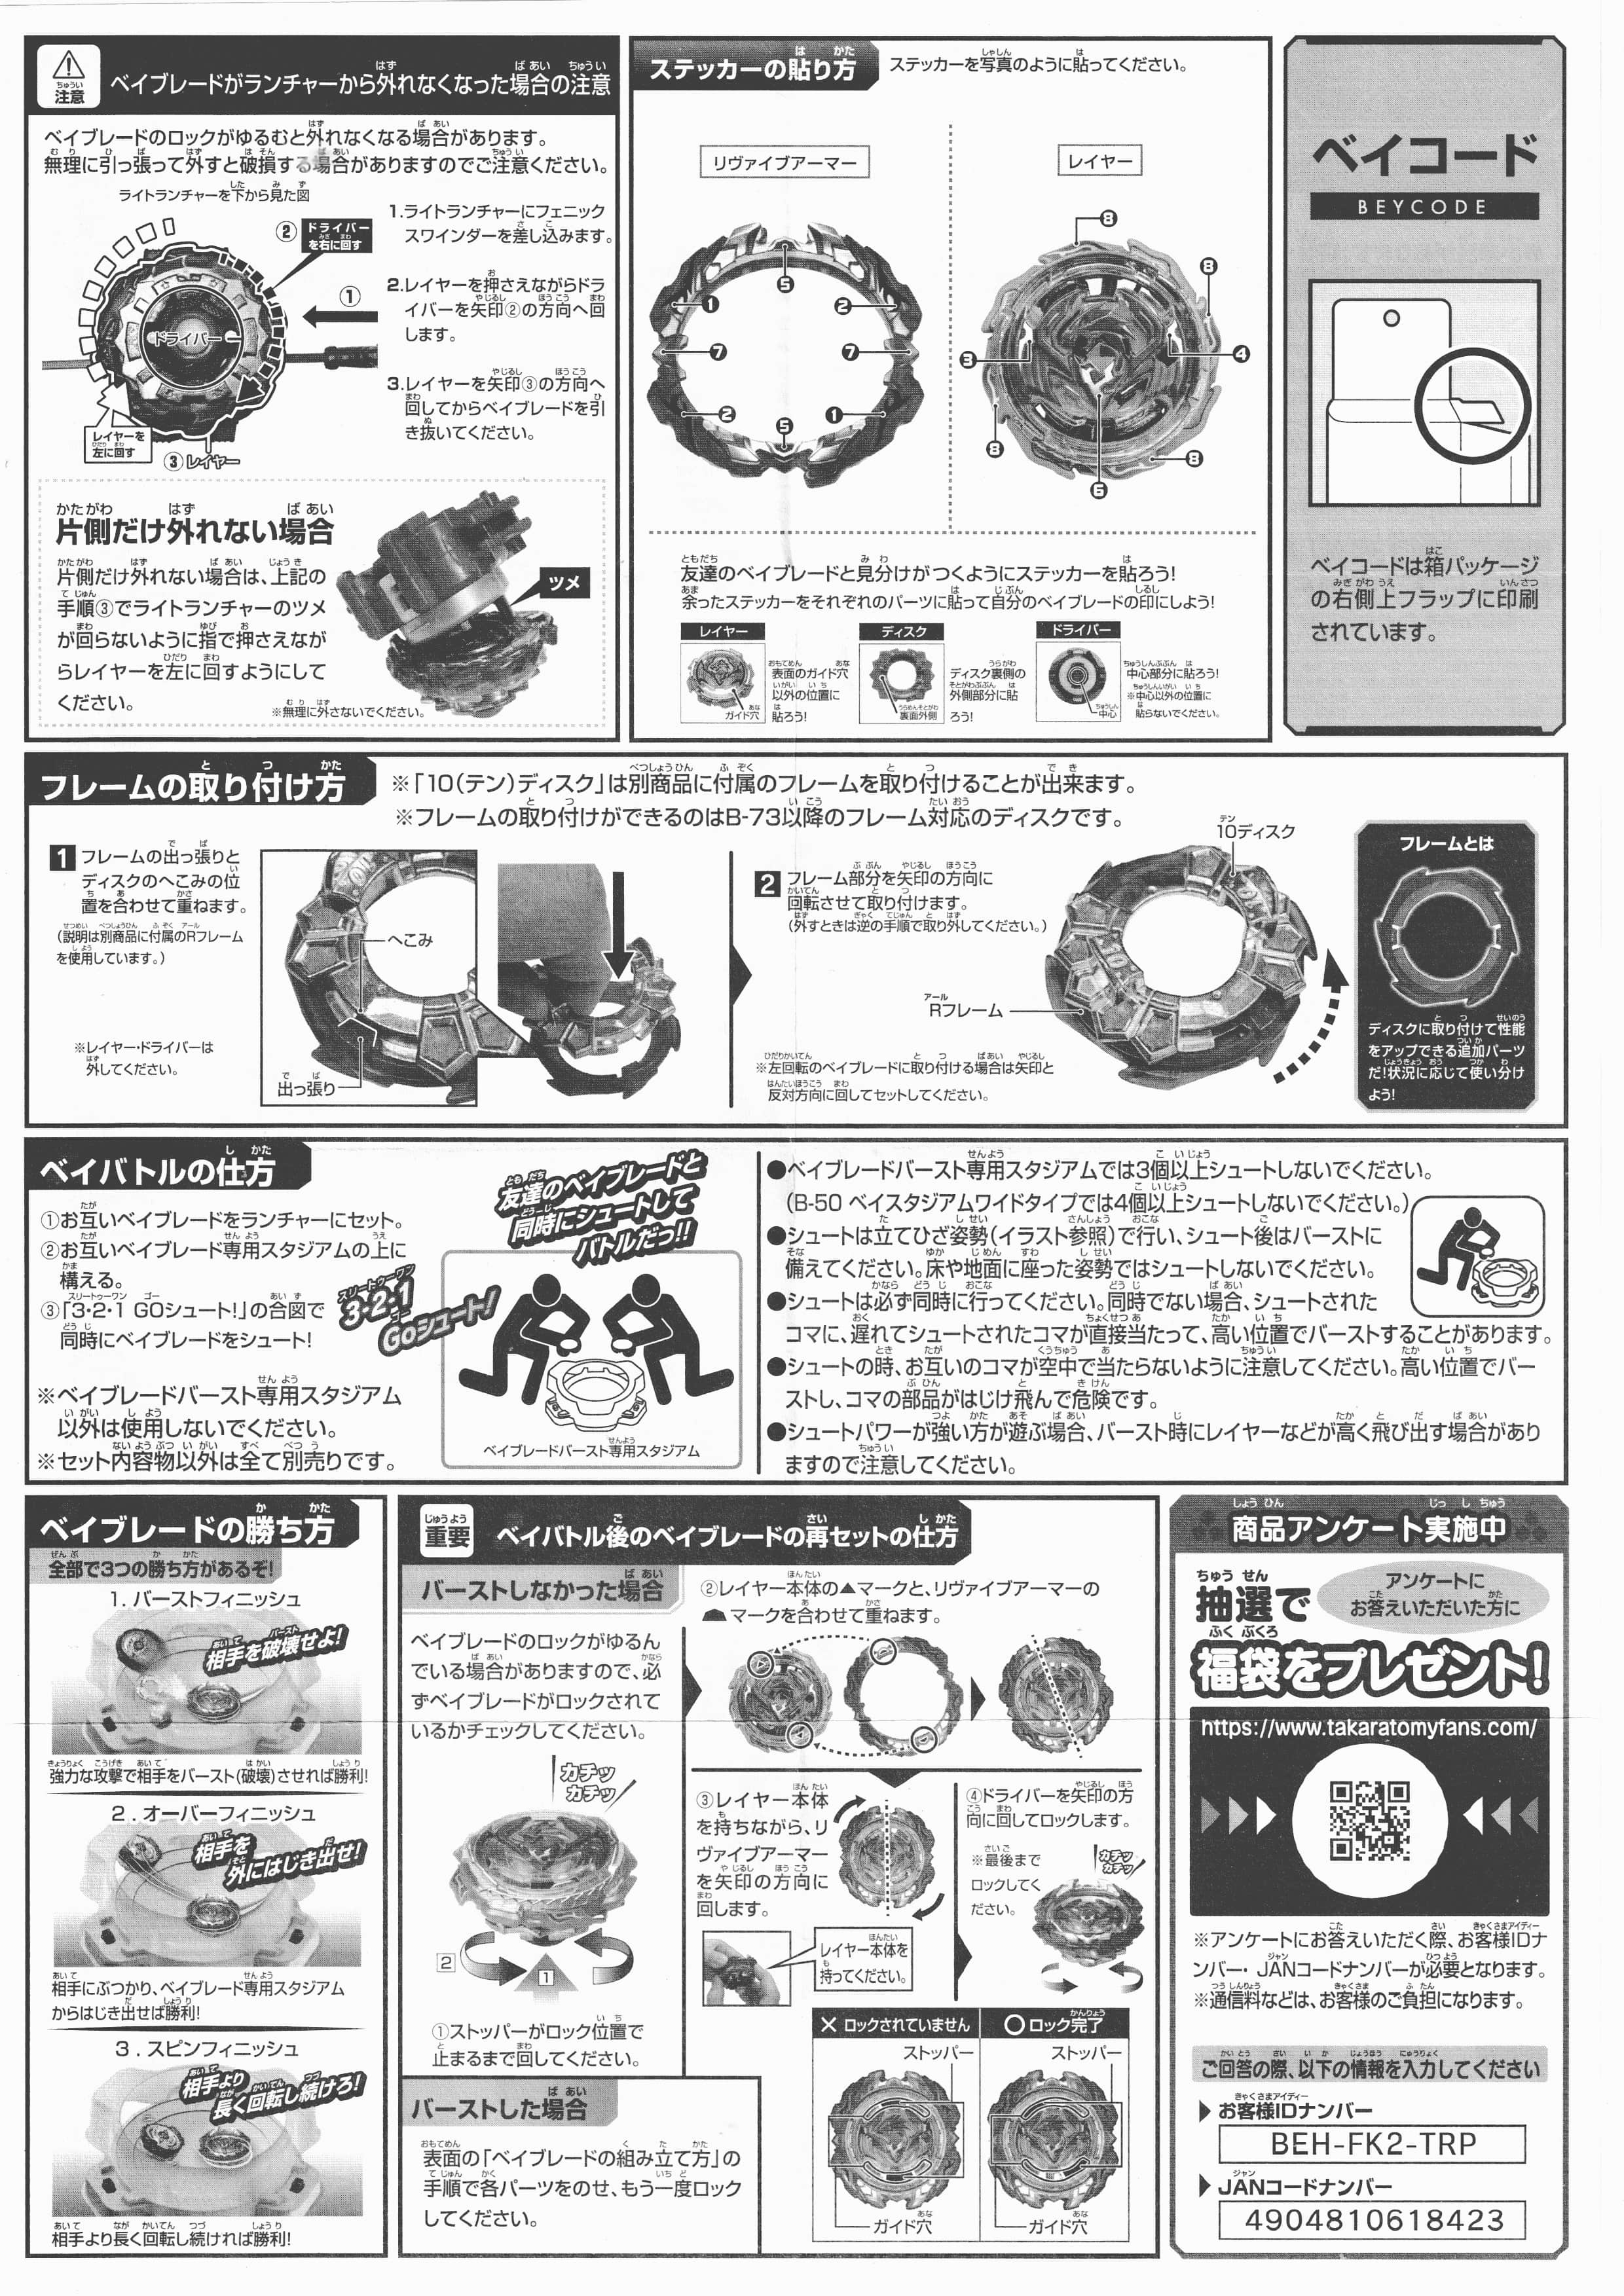 注意 ベイブレードがランチャーから外れなくなった場合の注意
ベイブレードのロックがゆるむと外れなくなる場合があります。
無理に引っ張って外すと破損する場合がありますのでご注意ください。
ライトランチャーを下から見た図
② ドライバー
を右に回す
①
ドライバー
レイヤーを
左に回す
③レイヤー
1.ライトランチャーにフェニック
スワインダーを差し込みます。
2.レイヤーを押さえながらドラ
イバーを矢印②の方向へ回
します。
3.レイヤーを矢印③の方向へ
回してからベイブレードを引
き抜いてください。
片側だけ外れない場合
片側だけ外れない場合は、上記の
手順③でライトランチャーのツメ
が回らないように指で押さえなが
らレイヤーを左に回すようにして
ください。
※無理に外さないでください。
ツメ
ステッカーの貼り方 ステッカーを写真のように貼ってください。
リヴァイブアーマー
❺
❶ ❷
❼ ❼
❷ ❶
❺
レイヤー
❽
❽
❸ ❹
❽ ❽
❻
友達のベイブレードと見分けがつくようにステッカーを貼ろう!
余ったステッカーをそれぞれのパーツに貼って自分のベイブレードの印にしよう!
レイヤー
ガイド穴
表面のガイド穴
以外の位置に
貼ろう!
ディスク
裏面外側
ディスク裏側の
外側部分に貼
ろう!
ドライバー
中心
中心部分に貼ろう!
※中心以外の位置に
貼らないでください。
ベイコード
BEYCODE
ベイコードは箱パッケージ
の右側上フラップに印刷
されています。
フレームの取り付け方 ※「10(テン)ディスク」は別商品に付属のフレームを取り付けることが出来ます。
※フレームの取り付けができるのはB-73以降のフレーム対応のディスクです。
1 フレームの出っ張りと
ディスクのへこみの位
置を合わせて重ねます。
(説明は別商品に付属のRフレーム
を使用しています。)
※レイヤー・ドライバーは
外してください。
へこみ
出っ張り
2 フレーム部分を矢印の方向に
回転させて取り付けます。
(外すときは逆の手順で取り外してください。)
10ディスク
Rフレーム
※左回転のベイブレードに取り付ける場合は矢印と
反対方向に回してセットしてください。
フレームとは
ディスクに取り付けて性能
をアップできる追加パーツ
だ!状況に応じて使い分け
よう!
ベイバトルの仕方
①お互いベイブレードをランチャーにセット。
②お互いベイブレード専用スタジアムの上に
構える。
③「3・2・1 GOシュート!」の合図で
同時にベイブレードをシュート!
※ベイブレードバースト専用スタジアム
以外は使用しないでください。
※セット内容物以外は全て別売りです。
友達のベイブレードと
同時にシュートして
バトルだっ!!
3・2・1
GOシュート!
ベイブレードバースト専用スタジアム
●ベイブレードバースト専用スタジアムでは3個以上シュートしないでください。
(B-50 ベイスタジアムワイドタイプでは4個以上シュートしないでください。)
●シュートは立てひざ姿勢(イラスト参照)で行い、シュート後はバーストに
備えてください。床や地面に座った姿勢ではシュートしないでください。
●シュートは必ず同時に行ってください。同時でない場合、シュートされた
コマに、遅れてシュートされたコマが直接当たって、高い位置でバーストすることがあります。
●シュートの時、お互いのコマが空中で当たらないように注意してください。高い位置でバー
ストし、コマの部品がはじけ飛んで危険です。
●シュートパワーが強い方が遊ぶ場合、バースト時にレイヤーなどが高く飛び出す場合があり
ますので注意してください。
ベイブレードの勝ち方
全部で3つの勝ち方があるぞ!
1.バーストフィニッシュ
相手を破壊せよ!
強力な攻撃で相手をバースト(破壊)させれば勝利!
2.オーバーフィニッシュ
相手を
外にはじき出せ!
相手にぶつかり、ベイブレード専用スタジアム
からはじき出せば勝利!
3.スピンフィニッシュ
相手より
長く回転し続けろ!
相手より長く回転し続ければ勝利!
重要 ベイバトル後のベイブレードの再セットの仕方
バーストしなかった場合
ベイブレードのロックがゆるん
でいる場合がありますので、必
ずベイブレードがロックされて
いるかチェックしてください。
カチッ
カチッ
2
1
①ストッパーがロック位置で
止まるまで回してください。
バーストした場合
表面の「ベイブレードの組み立て方」の
手順で各パーツをのせ、もう一度ロック
してください。
②レイヤー本体の▲マークと、リヴァイブアーマーの
マークを合わせて重ねます。
③レイヤー本体
を持ちながら、リ
ヴァイブアーマー
を矢印の方向に
回します。
レイヤー本体を
持ってください。
④ドライバーを矢印の方
向に回してロックします。
※最後まで
ロックしてく
ださい。
カチッ
カチッ
× ロックされていません
ストッパー
ガイド穴
○ロック完了
ストッパー
ガイド穴
商品アンケート実施中
抽選で
アンケートに
お答えいただいた方に
福袋をプレゼント!
https://www.takaratomyfans.com/
※アンケートにお答えいただく際、お客様IDナ
ンバー・JANコードナンバーが必要となります。
※通信料などは、お客様のご負担になります。
ご回答の際、以下の情報を入力してください
お客様IDナンバー
BEH-FK2-TRP
JANコードナンバー
4904810618423